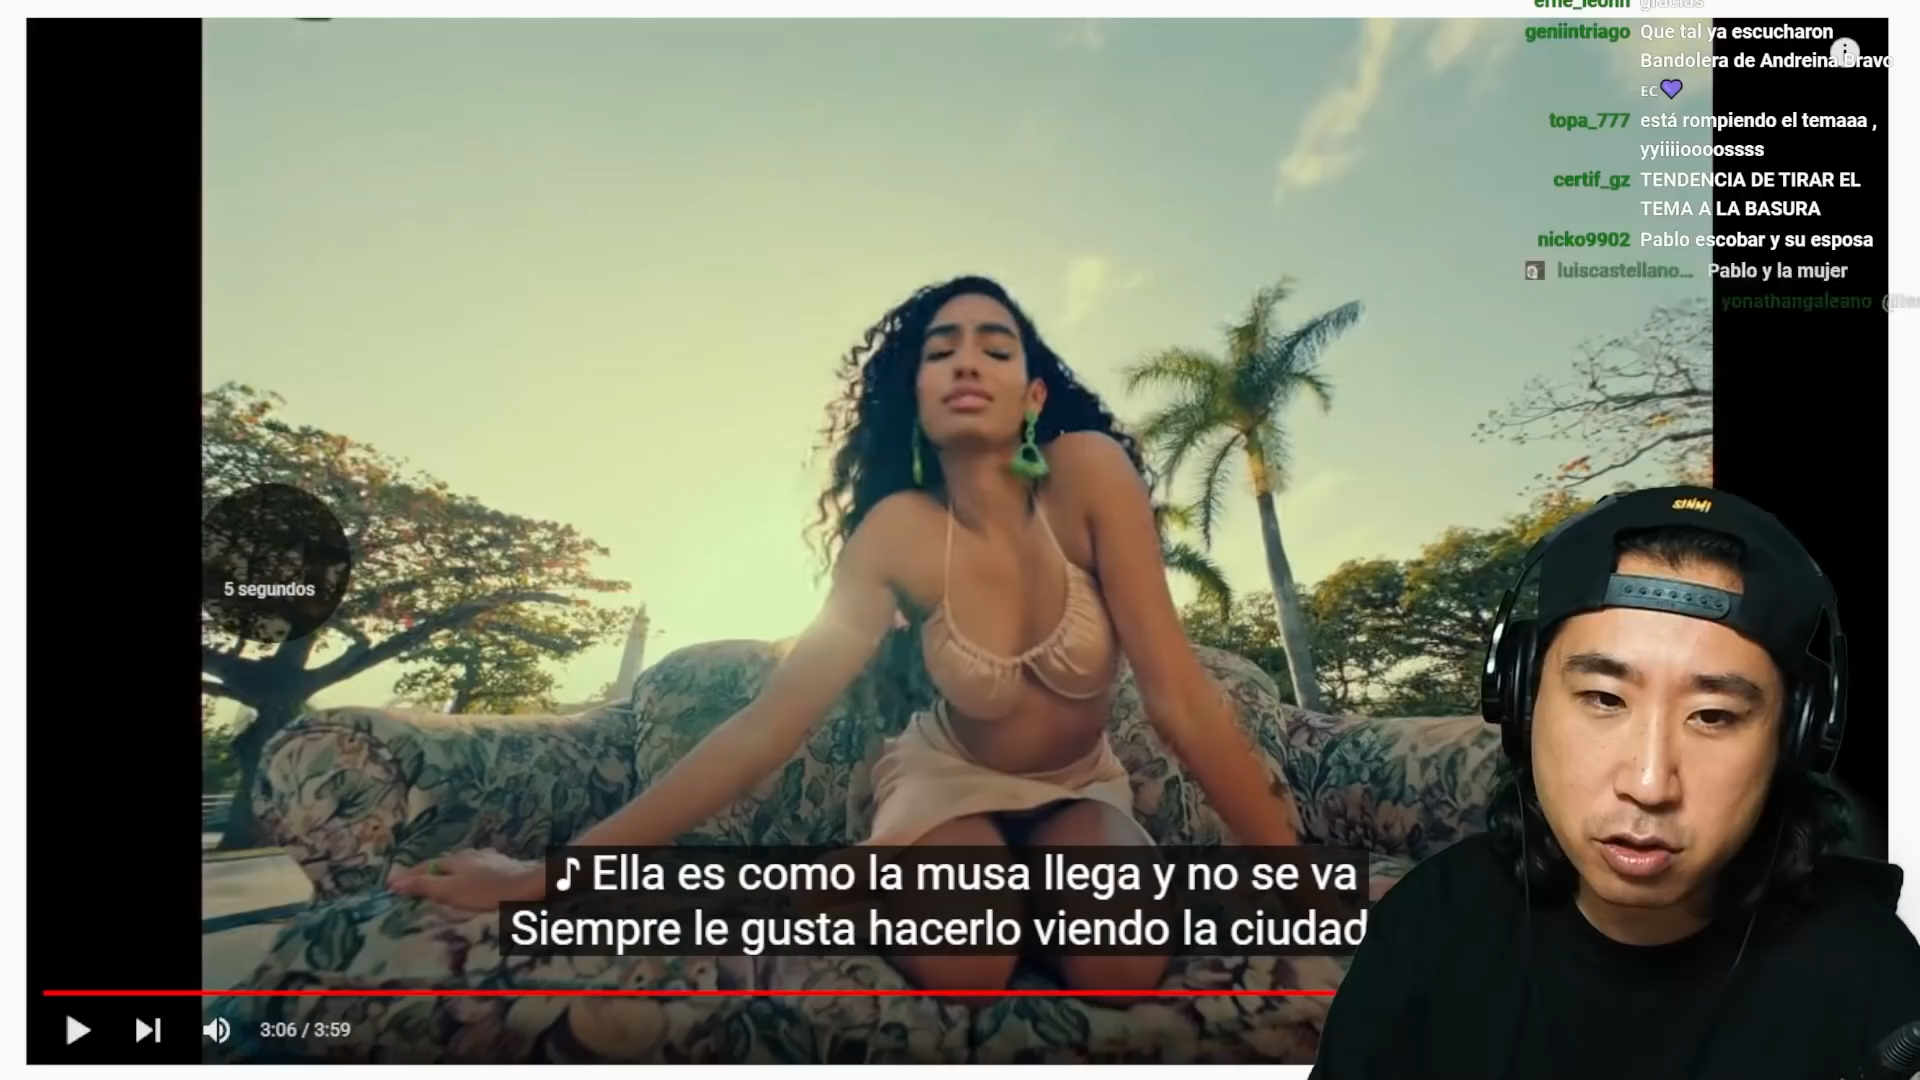 erne_leonn gracias
geniintriago Que tal ya escucharon
Bandolera de Andreina Bravo
EC💜
topa_777 está rompiendo el temaaa ,
yyiiiioooossss
certif_gz TENDENCIA DE TIRAR EL
TEMA A LA BASURA
nicko9902 Pablo escobar y su esposa
luiscastellano... Pablo y la mujer
yonathangaleano
SINMI
5 segundos
♪ Ella es como la musa llega y no se va
Siempre le gusta hacerlo viendo la ciudad
3:06 / 3:59